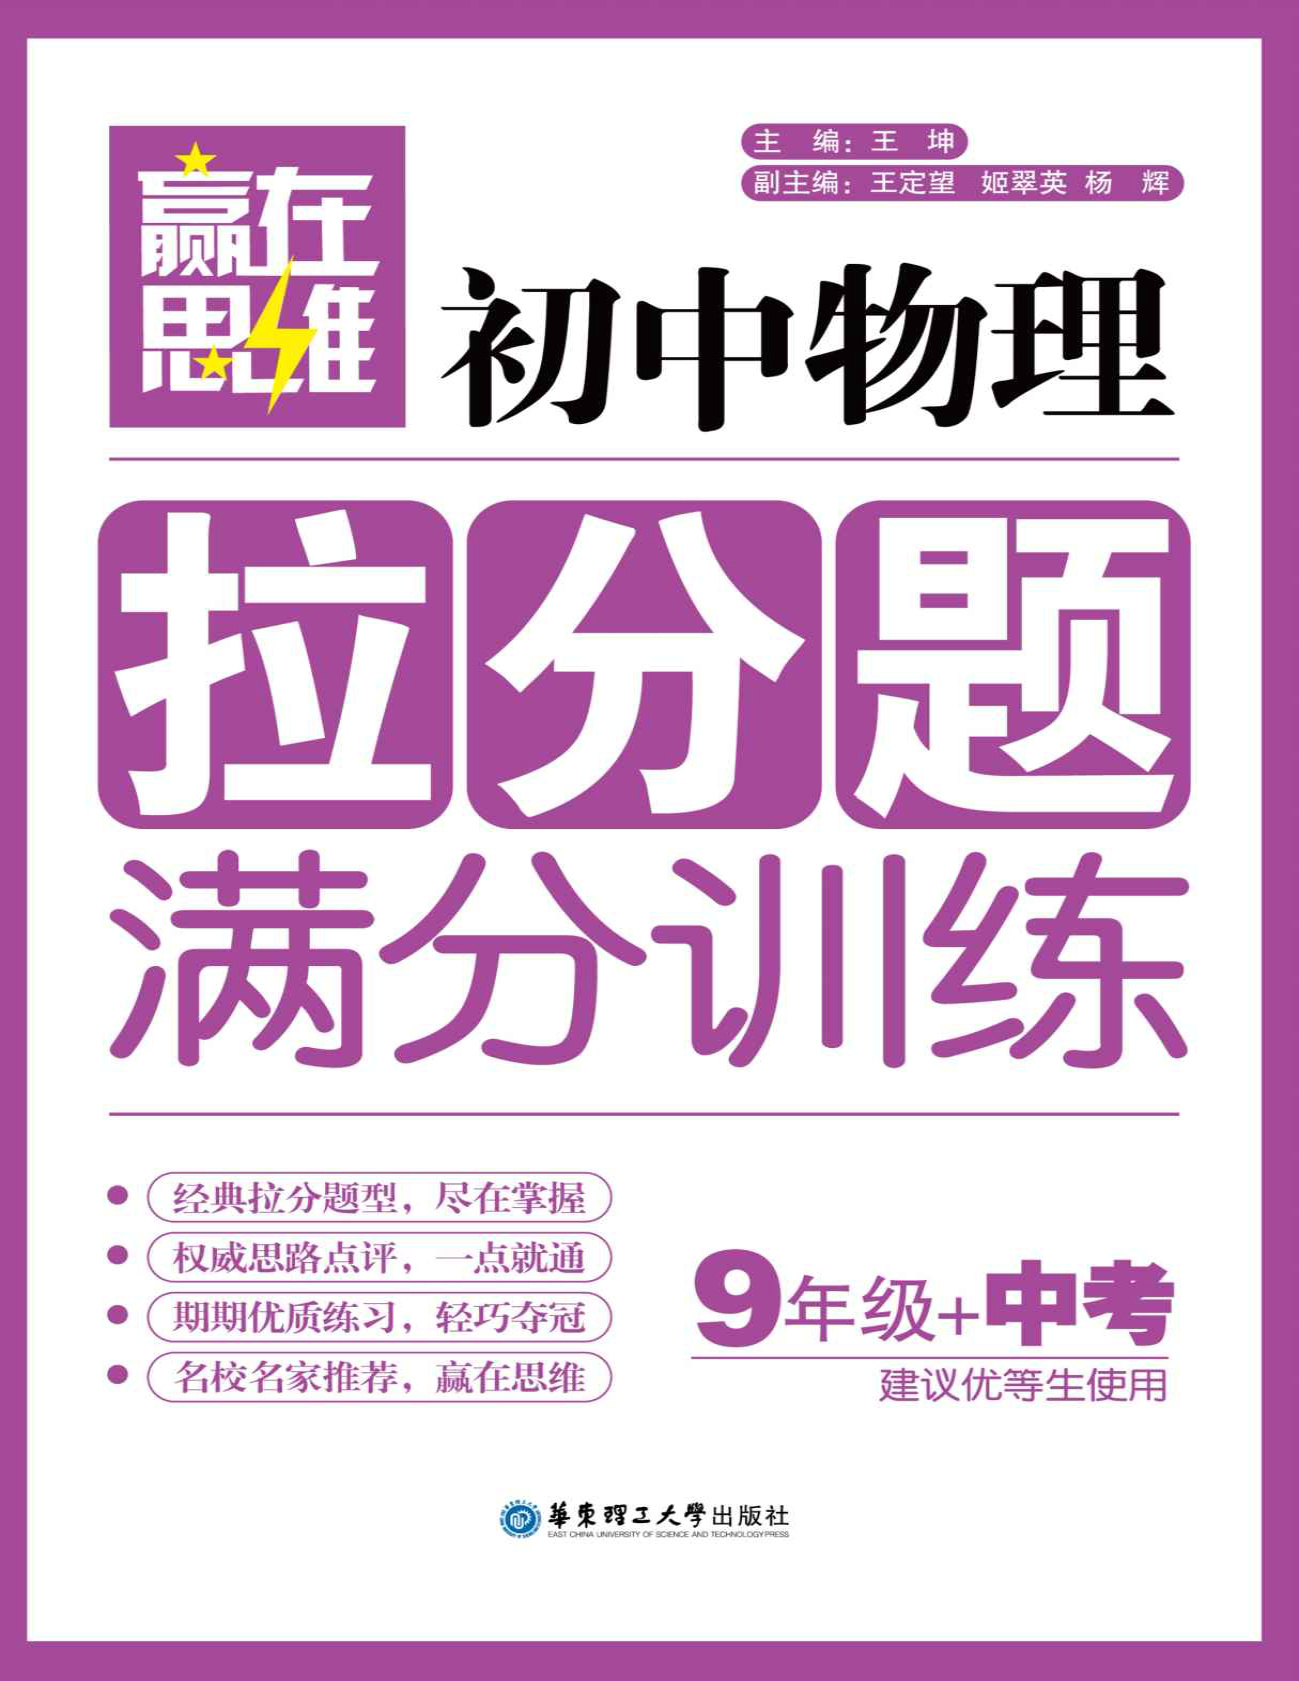 主　编：王　坤
副主编：王定望　姬翠英　杨　辉
赢在
思维
初中物理
拉分题
满分训练
经典拉分题型，尽在掌握
权威思路点评，一点就通
期期优质练习，轻巧夺冠
名校名家推荐，赢在思维
9年级+中考
建议优等生使用
華東理工大學出版社
EAST CHINA UNIVERSITY OF SCIENCE AND TECHNOLOGY PRESS